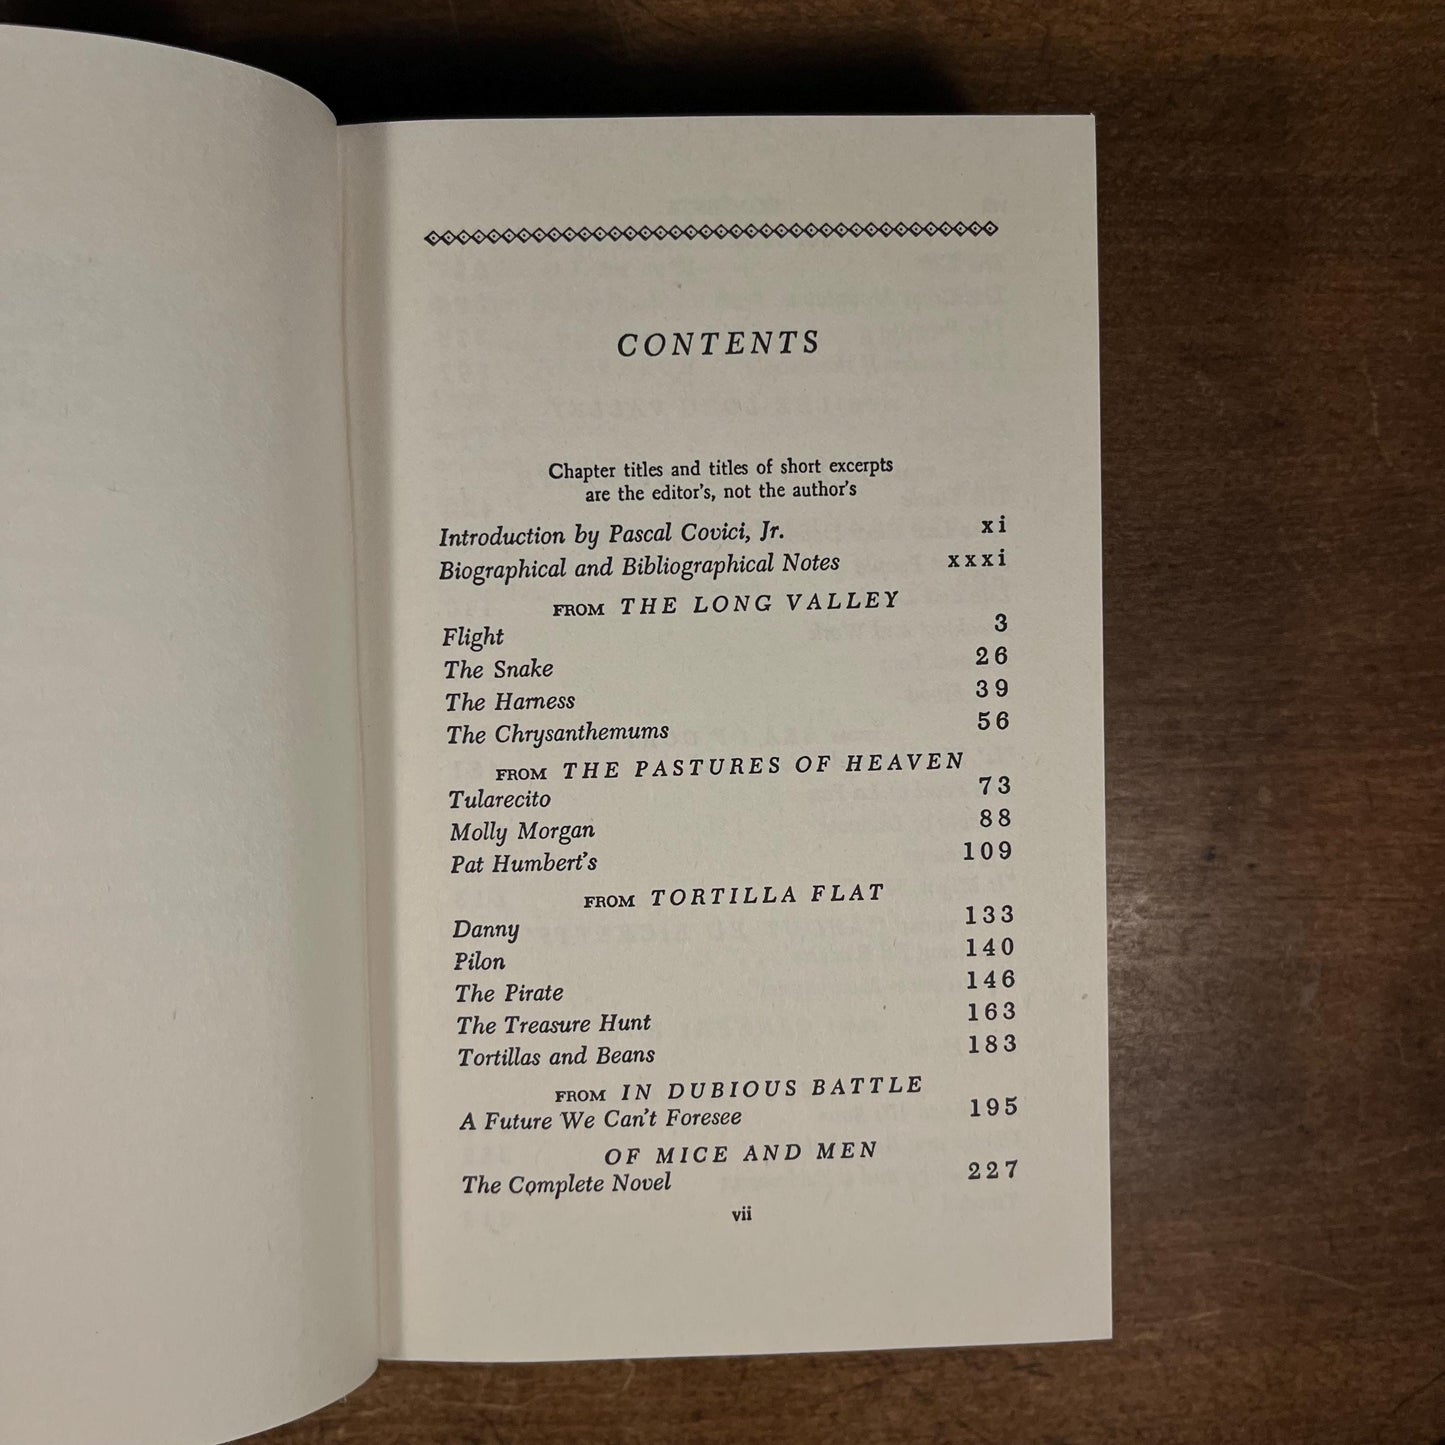 CONTENTS
Chapter titles and titles of short excerpts
are the editor's, not the author's
Introduction by Pascal Covici, Jr. xi
Biographical and Bibliographical Notes xxxi
FROM THE LONG VALLEY
Flight 3
The Snake 26
The Harness 39
The Chrysanthemums 56
FROM THE PASTURES OF HEAVEN
Tularecito 73
Molly Morgan 88
Pat Humbert's 109
FROM TORTILLA FLAT
Danny 133
Pilon 140
The Pirate 146
The Treasure Hunt 163
Tortillas and Beans 183
FROM IN DUBIOUS BATTLE
A Future We Can't Foresee 195
OF MICE AND MEN
The Complete Novel 227
vii